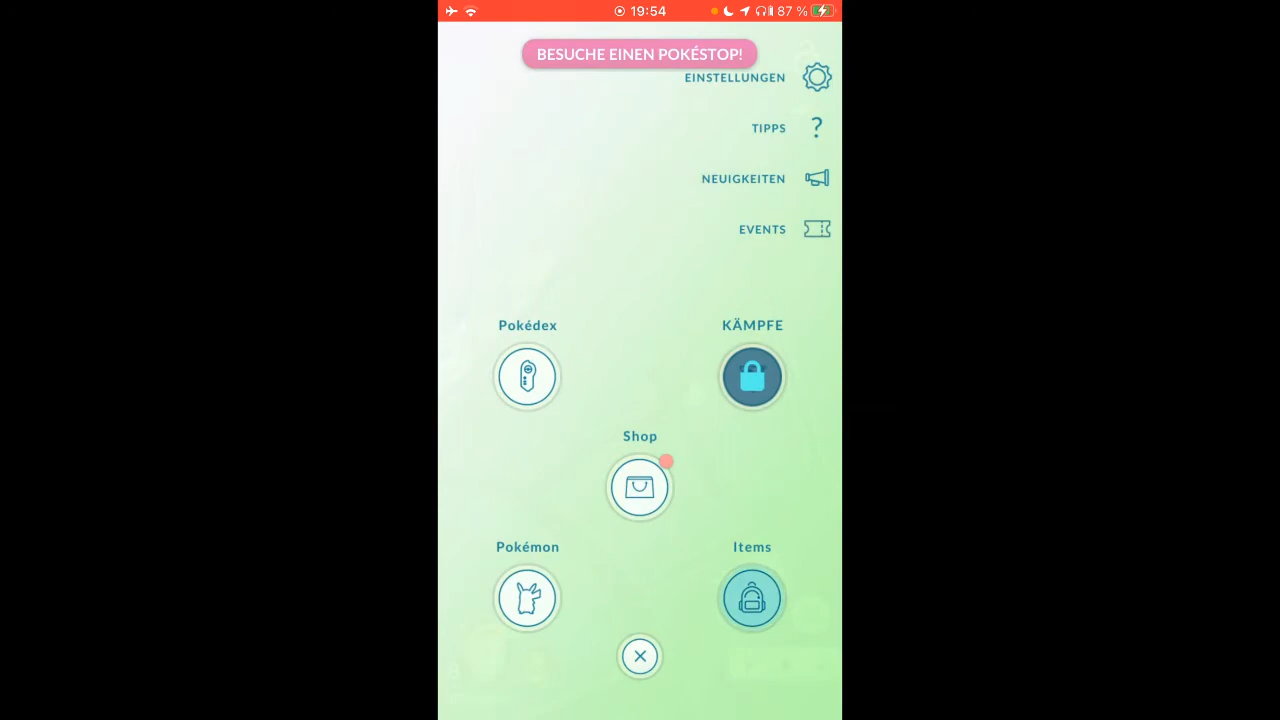 19:54
87 %
BESUCHE EINEN POKÉSTOP!
EINSTELLUNGEN
TIPPS
?
NEUIGKEITEN
EVENTS
Pokédex
KÄMPFE
Shop
Pokémon
Items